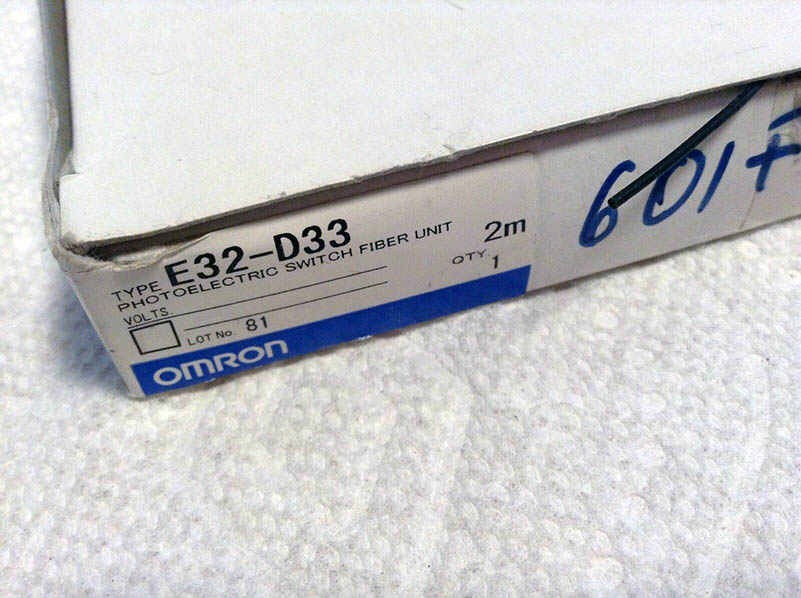 TYPE E32-D33 2m
PHOTOELECTRIC SWITCH FIBER UNIT
VOLTS. QTY. 1
LOT No. 81
OMRON
601F